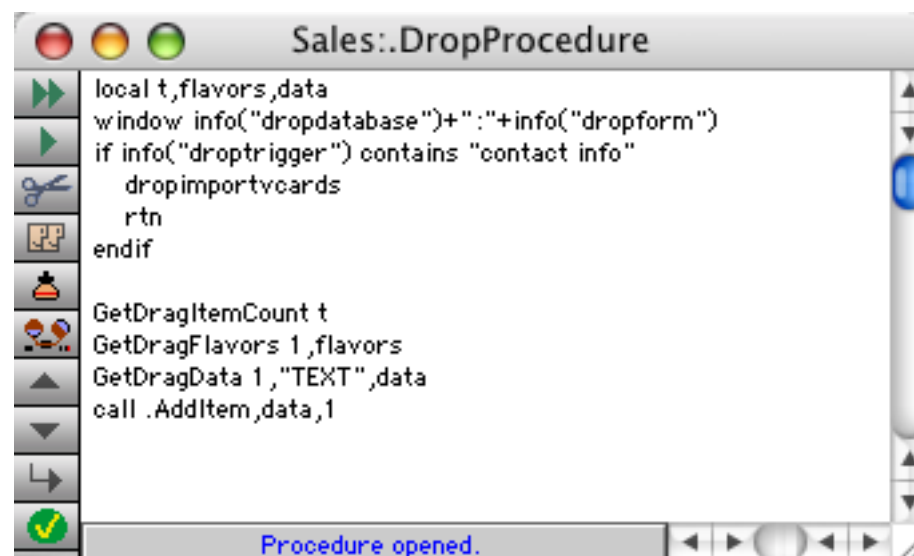 Sales:.DropProcedure
local t,flavors,data
window info("dropdatabase")+":"+info("dropform")
if info("droptrigger") contains "contact info"
dropimportvcards
rtn
endif
GetDragItemCount t
GetDragFlavors 1,flavors
GetDragData 1,"TEXT",data
call .AddItem,data,1
Procedure opened.